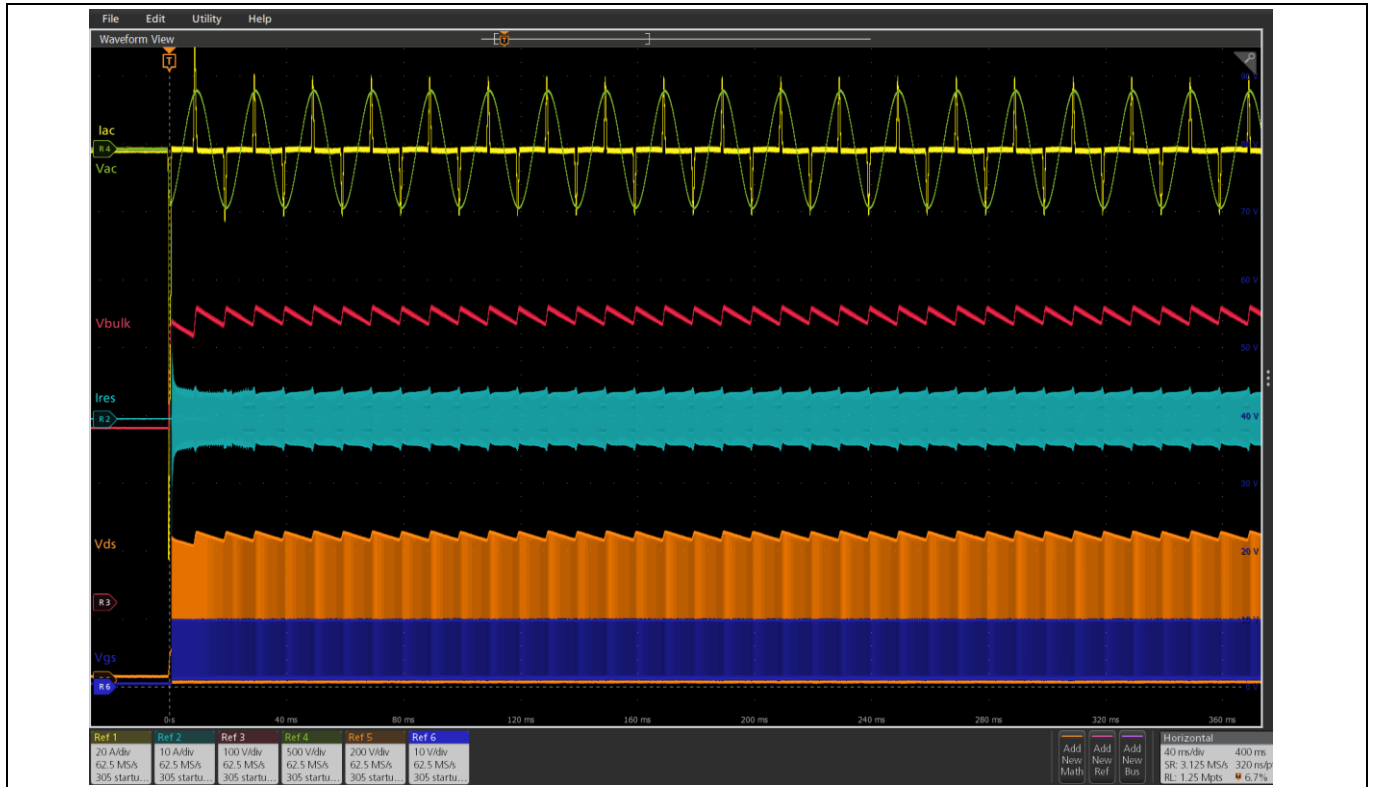 File Edit Utility Help
Waveform View
T
Iac
R4
Vac
70 V
60 V
Vbulk
50 V
Ires
R2
40 V
30 V
Vds
20 V
R3
Vgs
R6
0 s 40 ms 80 ms 120 ms 160 ms 200 ms 240 ms 280 ms 320 ms 360 ms
Ref 1 Ref 2 Ref 3 Ref 4 Ref 5 Ref 6
20 A/div 10 A/div 100 V/div 500 V/div 200 V/div 10 V/div
62.5 MS/s 62.5 MS/s 62.5 MS/s 62.5 MS/s 62.5 MS/s 62.5 MS/s
305 startu... 305 startu... 305 startu... 305 startu... 305 startu... 305 startu...
Add New Math
Add New Ref
Add New Bus
Horizontal
40 ms/div 400 ms
SR: 3.125 MS/s 320 ns/p
RL: 1.25 Mpts 6.7%